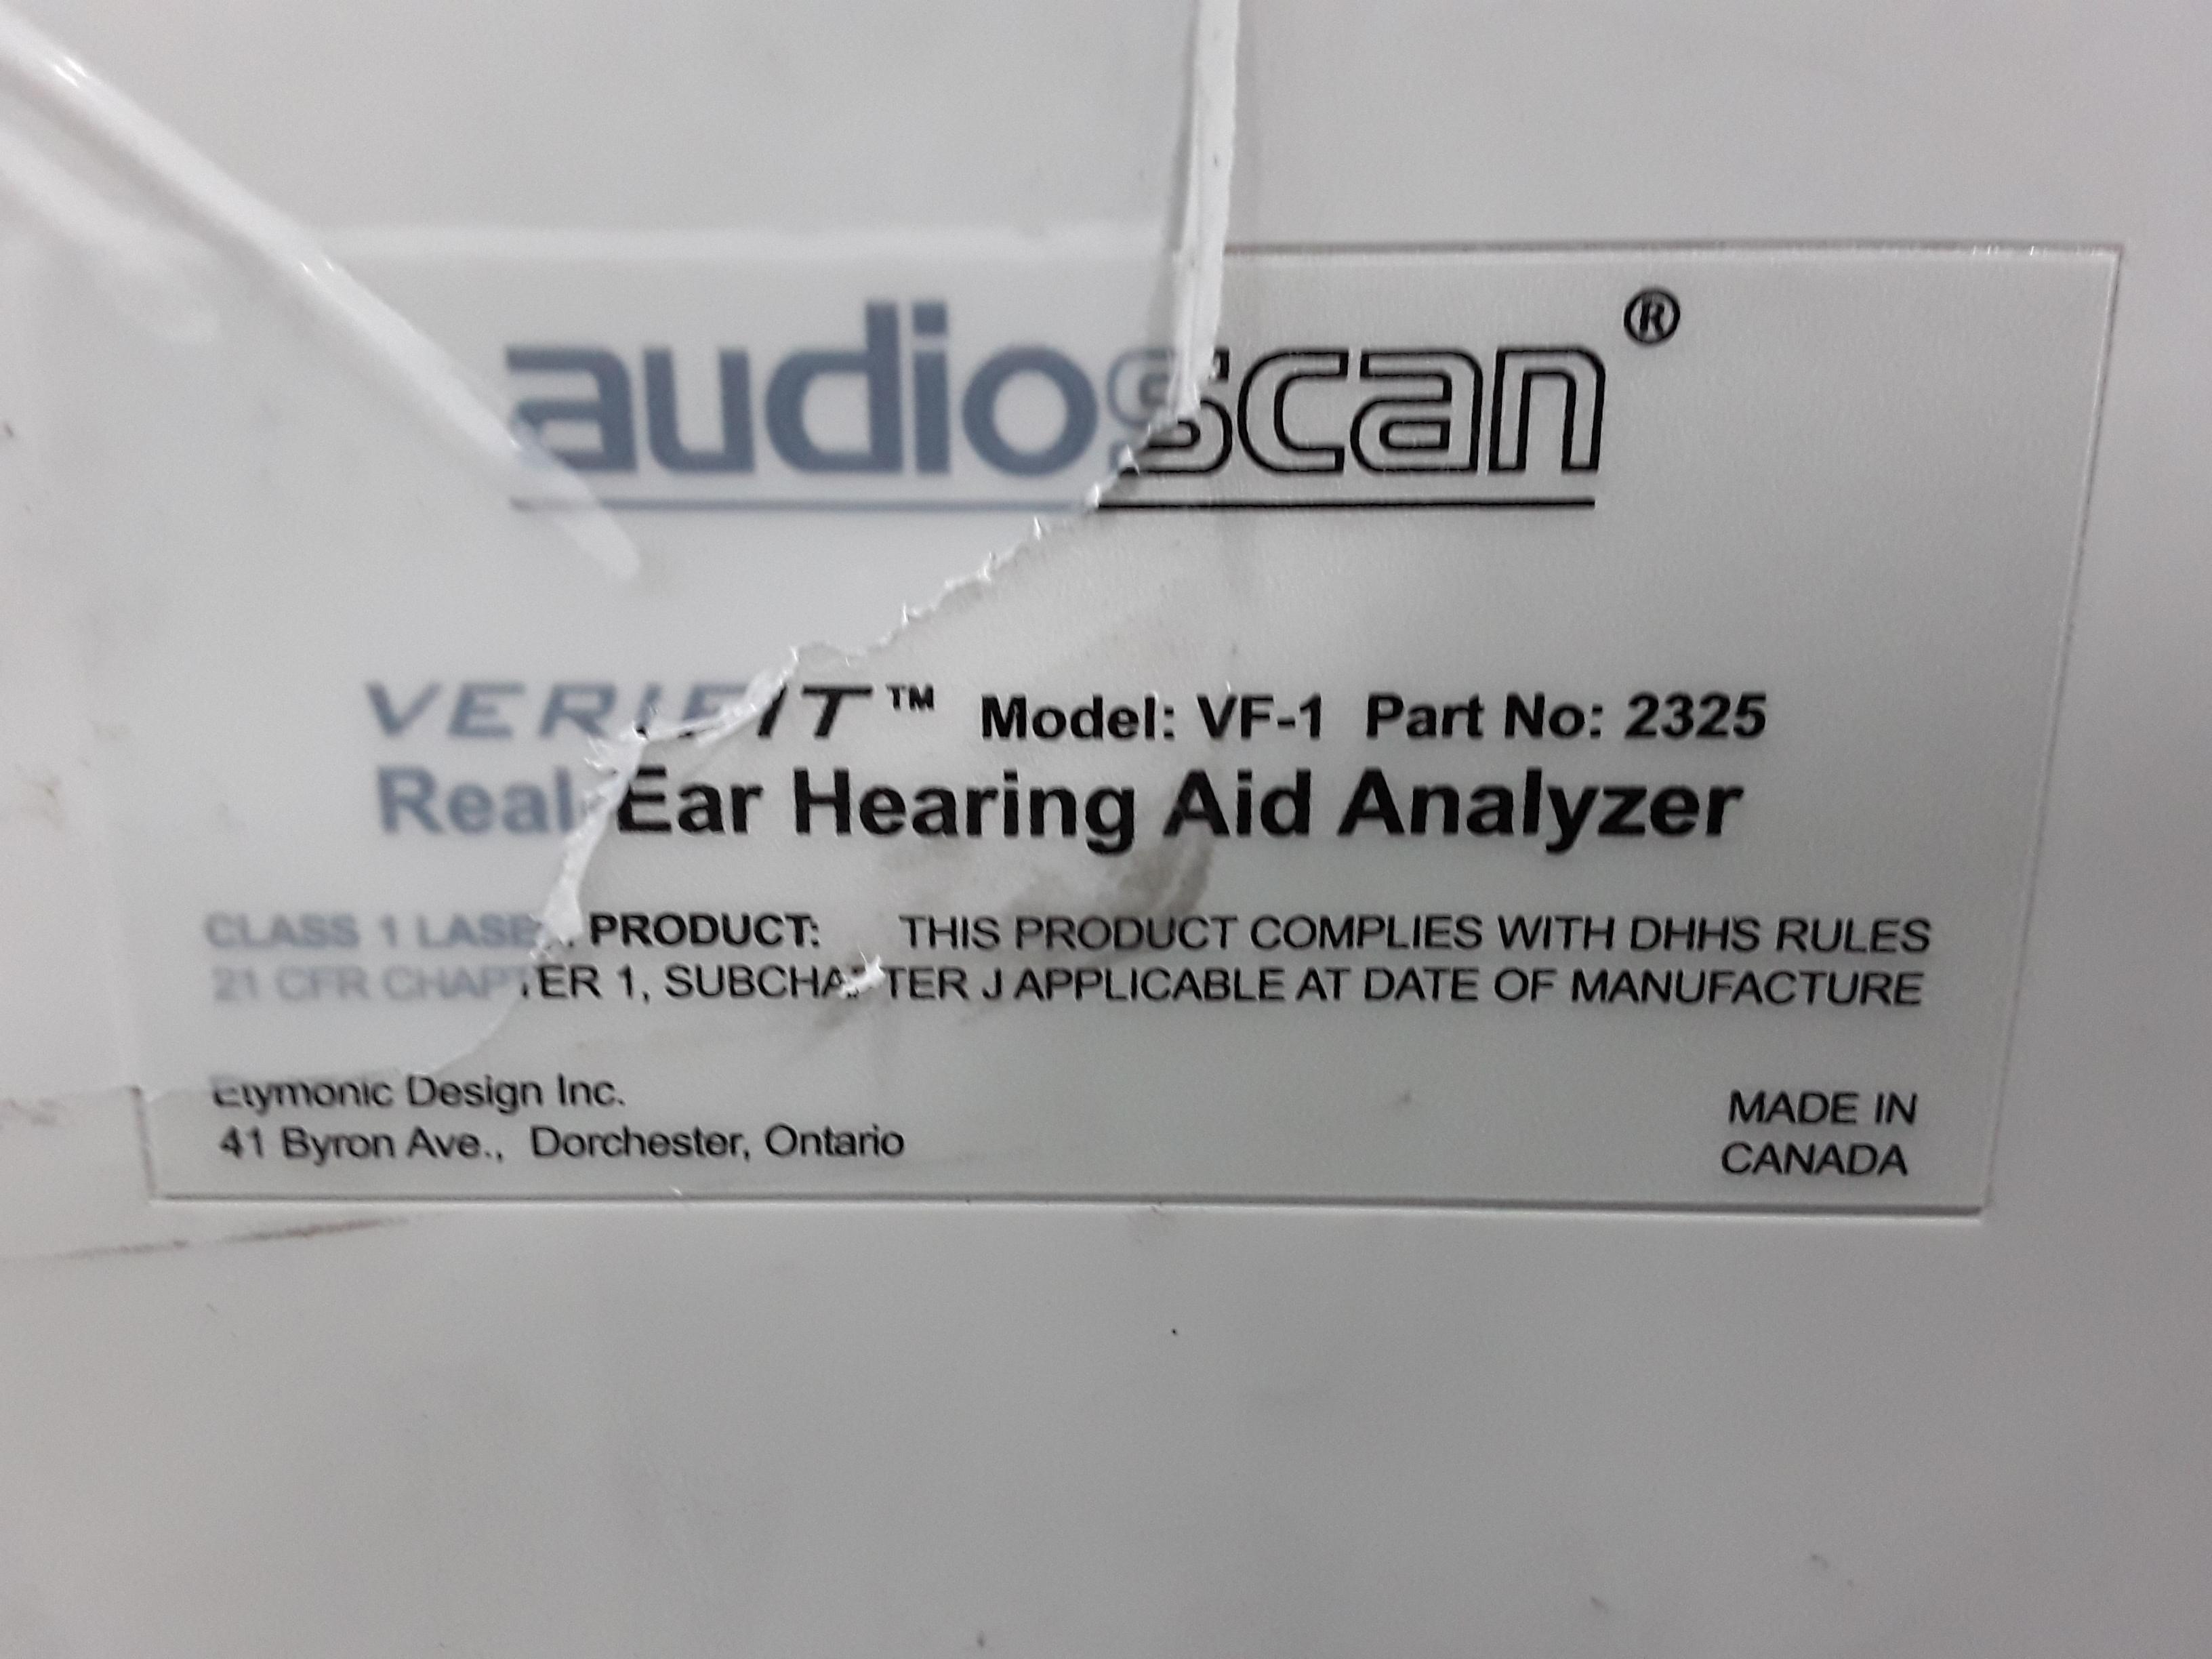 audioscan®
VERIFIT™ Model: VF-1 Part No: 2325
Real-Ear Hearing Aid Analyzer
CLASS 1 LASER PRODUCT: THIS PRODUCT COMPLIES WITH DHHS RULES
21 CFR CHAPTER 1, SUBCHAPTER J APPLICABLE AT DATE OF MANUFACTURE
Etymonic Design Inc.
41 Byron Ave., Dorchester, Ontario
MADE IN
CANADA